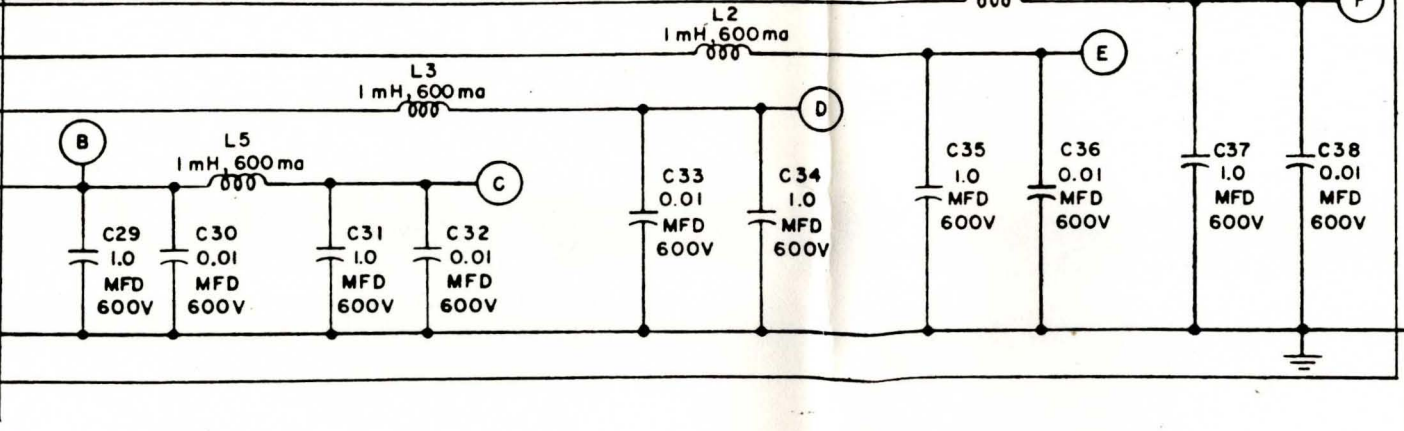 F
L2
1 mH, 600 ma
E
L3
1 mH, 600 ma
D
B
L5
1 mH, 600 ma
C
C29
1.0
MFD
600V
C30
0.01
MFD
600V
C31
1.0
MFD
600V
C32
0.01
MFD
600V
C33
0.01
MFD
600V
C34
1.0
MFD
600V
C35
1.0
MFD
600V
C36
0.01
MFD
600V
C37
1.0
MFD
600V
C38
0.01
MFD
600V